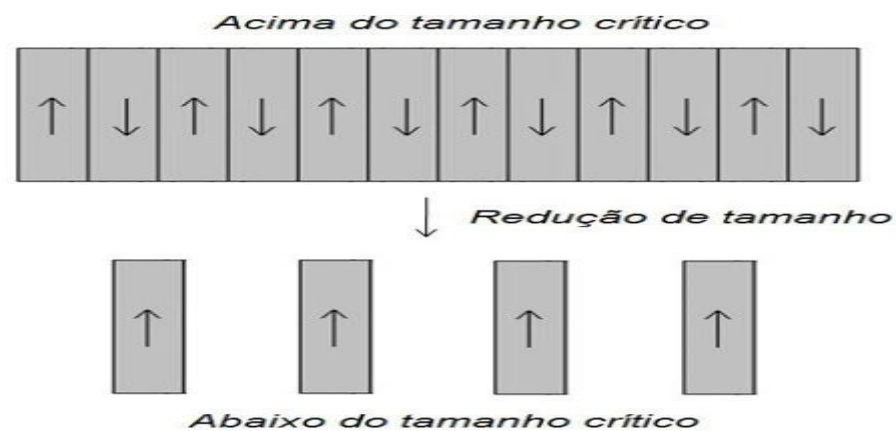 Acima do tamanho crítico
Redução de tamanho
Abaixo do tamanho crítico